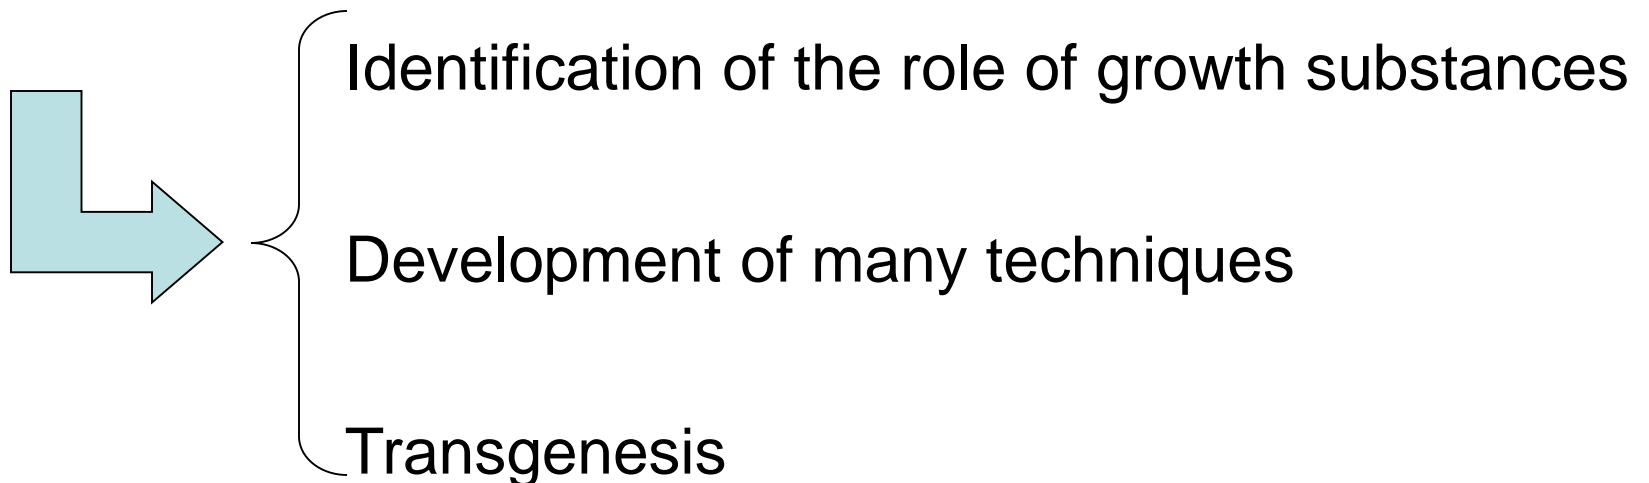 Identification of the role of growth substances
Development of many techniques
Transgenesis